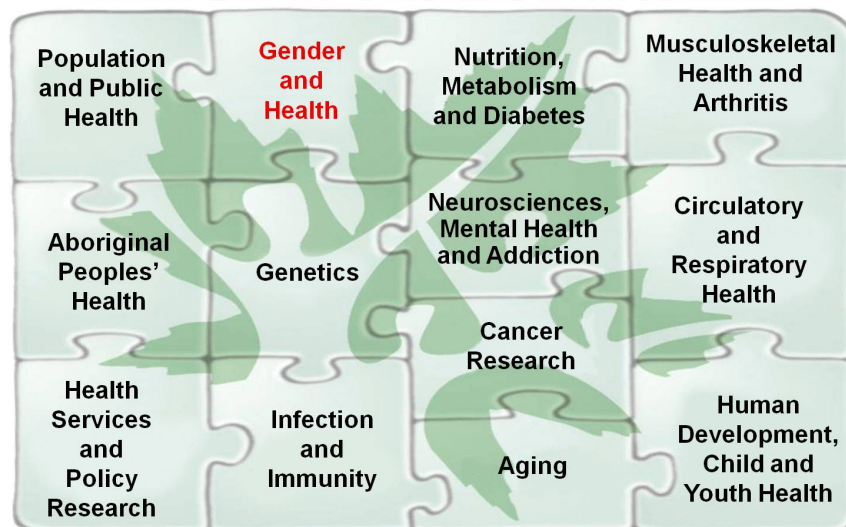 Population
and Public
Health
Gender
and
Health
Nutrition,
Metabolism
and Diabetes
Musculoskeletal
Health and
Arthritis
Aboriginal
Peoples’
Health
Genetics
Neurosciences,
Mental Health
and Addiction
Circulatory
and
Respiratory
Health
Cancer
Research
Health
Services
and
Policy
Research
Infection
and
Immunity
Aging
Human
Development,
Child and
Youth Health